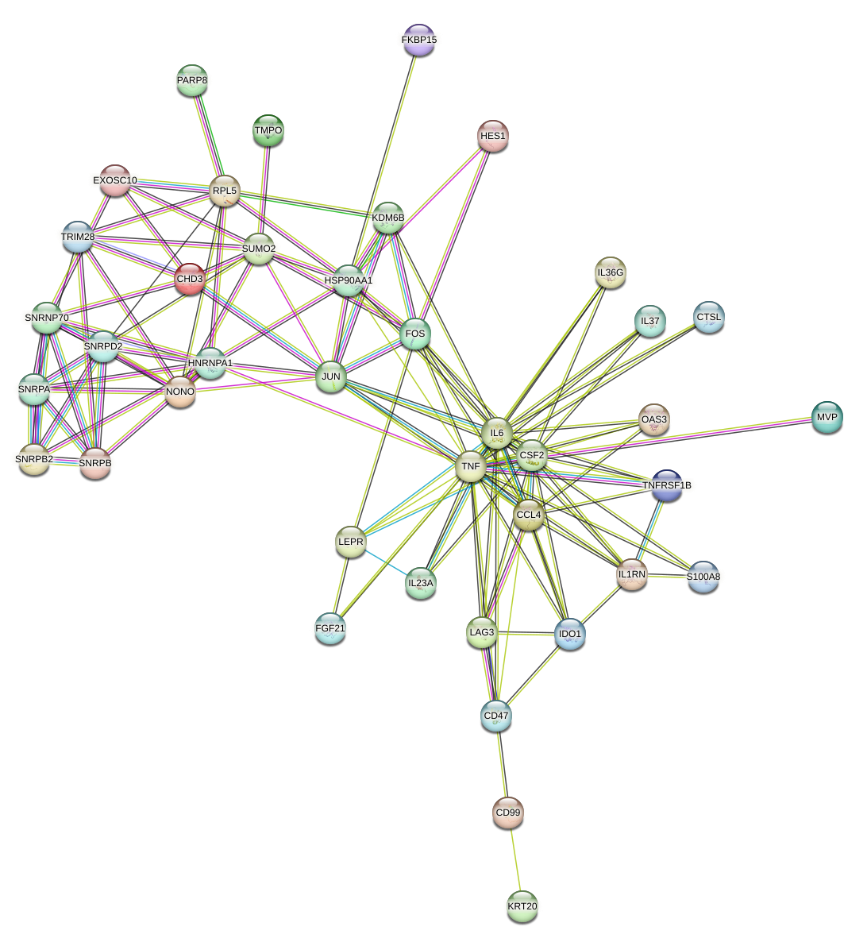 FKBP15
PARP8
TMPO
HES1
EXOSC10
RPL5
KDM6B
TRIM28
SUMO2
CHD3
HSP90AA1
IL36G
SNRNP70
IL37
CTSL
FOS
SNRPD2
HNRNPA1
JUN
SNRPA
NONO
OAS3
MVP
IL6
SNRPB2
SNRPB
CSF2
TNF
TNFRSF1B
CCL4
LEPR
IL1RN
S100A8
IL23A
FGF21
LAG3
IDO1
CD47
CD99
KRT20